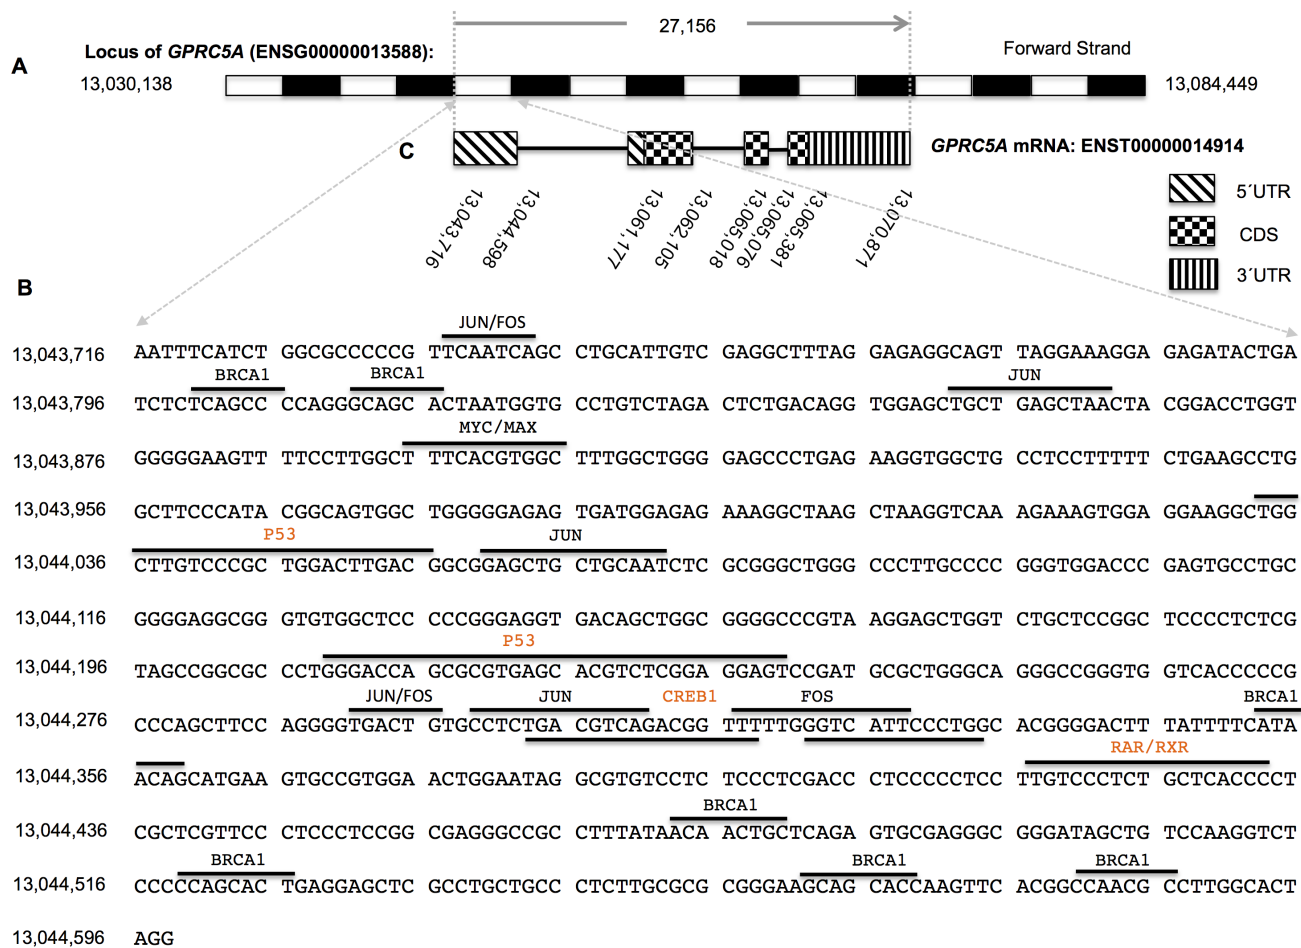 27,156
Locus of GPRC5A (ENSG00000013588):
Forward Strand
A
13,030,138
13,084,449
C
GPRC5A mRNA: ENST00000014914
13,043,716
13,044,598
13,061,177
13,062,105
13,065,018
13,065,076
13,065,381
13,070,871
5´UTR
CDS
3´UTR
B
JUN/FOS
13,043,716 AATTTCATCT GGCGCCCCCG TTCAATCAGC CTGCATTGTC GAGGCTTTAG GAGAGGCAGT TAGGAAAGGA GAGATACTGA
BRCA1 BRCA1 JUN
13,043,796 TCTCTCAGCC CCAGGGCAGC ACTAATGGTG CCTGTCTAGA CTCTGACAGG TGGAGCTGCT GAGCTAACTA CGGACCTGGT
MYC/MAX
13,043,876 GGGGGAAGTT TTCCTTGGCT TTCACGTGGC TTTGGCTGGG GAGCCCTGAG AAGGTGGCTG CCTCCTTTTT CTGAAGCCTG
13,043,956 GCTTCCCATA CGGCAGTGGC TGGGGGAGAG TGATGGAGAG AAAGGCTAAG CTAAGGTCAA AGAAAGTGGA GGAAGGCTGG
P53 JUN
13,044,036 CTTGTCCCGC TGGACTTGAC GGCGGAGCTG CTGCAATCTC GCGGGCTGGG CCCTTGCCCC GGGTGGACCC GAGTGCCTGC
13,044,116 GGGGAGGCGG GTGTGGCTCC CCCGGGAGGT GACAGCTGGC GGGGCCCGTA AGGAGCTGGT CTGCTCCGGC TCCCCTCTCG
P53
13,044,196 TAGCCGGCGC CCTGGGACCA GCGCGTGAGC ACGTCTCGGA GGAGTCCGAT GCGCTGGGCA GGGCCGGGTG GTCACCCCCG
JUN/FOS JUN CREB1 FOS BRCA1
13,044,276 CCCAGCTTCC AGGGGTGACT GTGCCTCTGA CGTCAGACGG TTTTTGGGTC ATTCCCTGGC ACGGGGACTT TATTTTCATA
RAR/RXR
13,044,356 ACAGCATGAA GTGCCGTGGA ACTGGAATAG GCGTGTCCTC TCCCTCGACC CTCCCCCTCC TTGTCCCTCT GCTCACCCCT
BRCA1
13,044,436 CGCTCGTTCC CTCCCTCCGG CGAGGGCCGC CTTTATAACA ACTGCTCAGA GTGCGAGGGC GGGATAGCTG TCCAAGGTCT
BRCA1 BRCA1 BRCA1
13,044,516 CCCCCAGCAC TGAGGAGCTC GCCTGCTGCC CTCTTGCGCG CGGGAAGCAG CACCAAGTTC ACGGCCAACG CCTTGGCACT
13,044,596 AGG